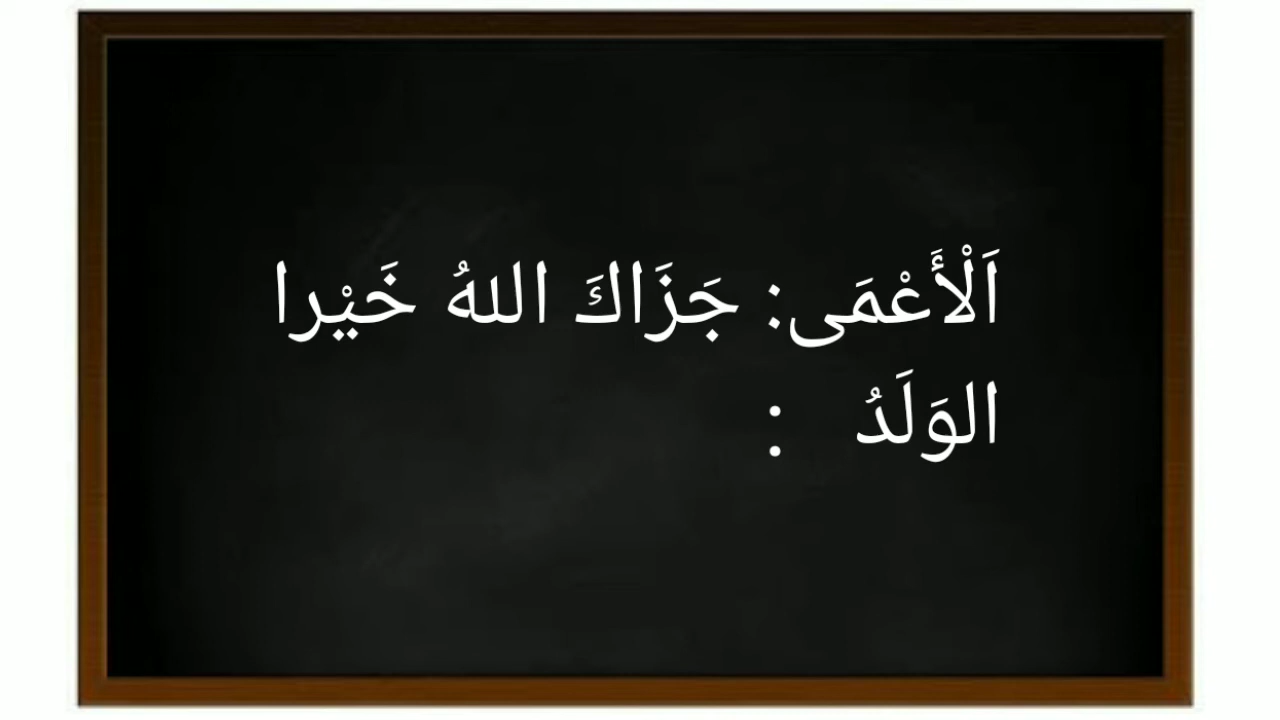 اَلْأَعْمَى: جَزَاكَ اللهُ خَيْرا
الوَلَدُ :